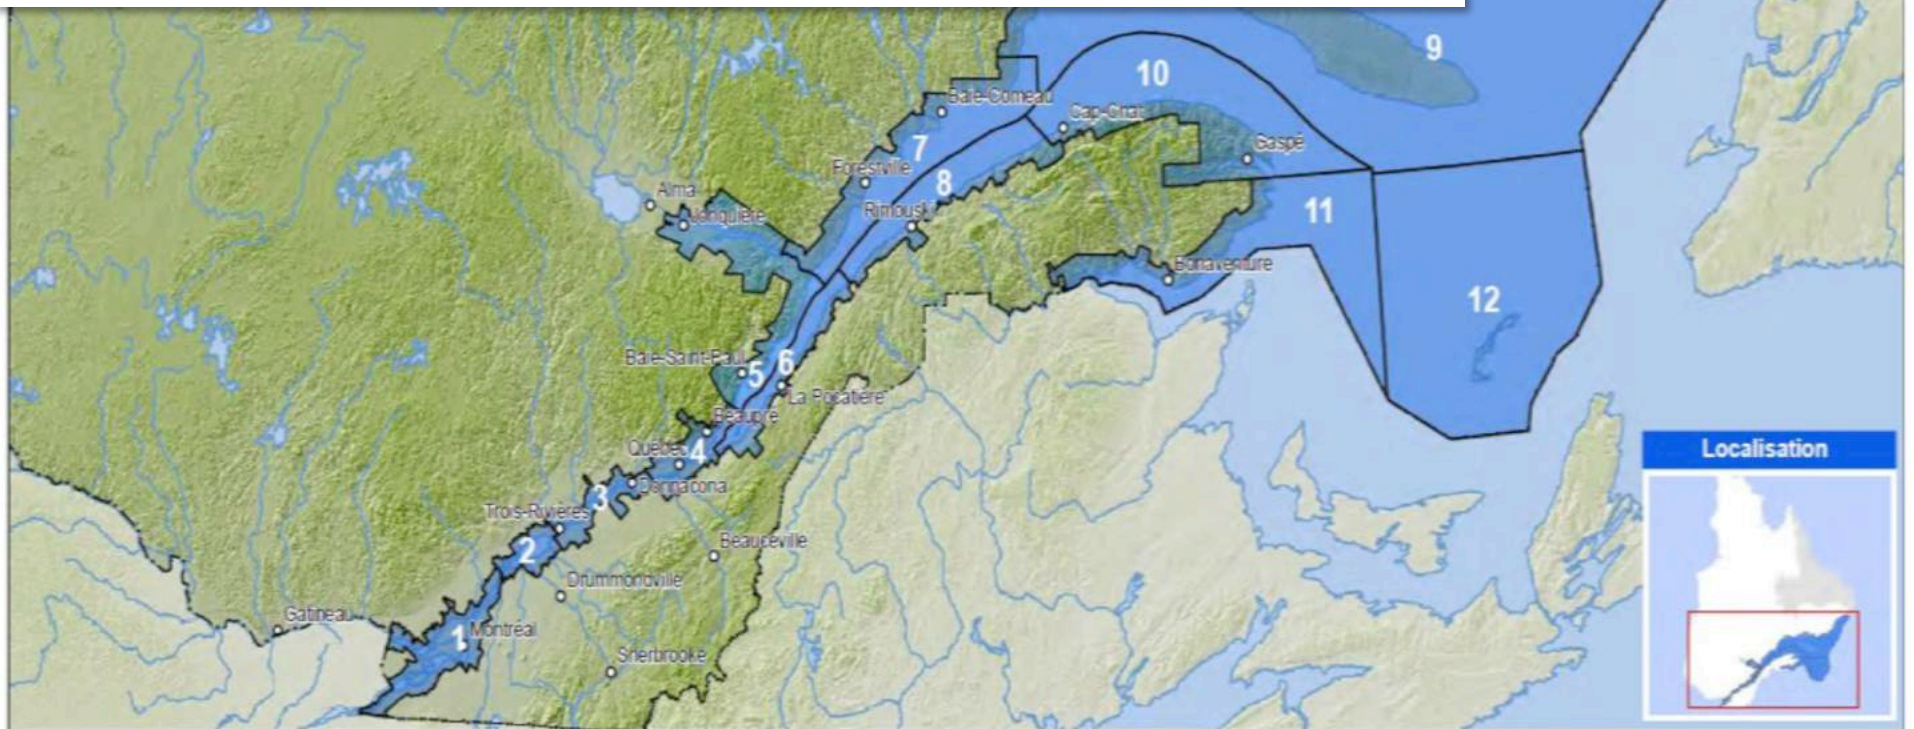 9
10
Baie-Comeau
Cap-Chat
7
Gaspé
Forestville
8
Alma
Jonquière
Rimouski
11
Bonaventure
12
Baie-Saint-Paul
5
6
La Pocatière
Beaupré
Québec
4
Localisation
Donnacona
3
Trois-Rivières
2
Beauceville
Drummondville
Gatineau
1
Montréal
Sherbrooke